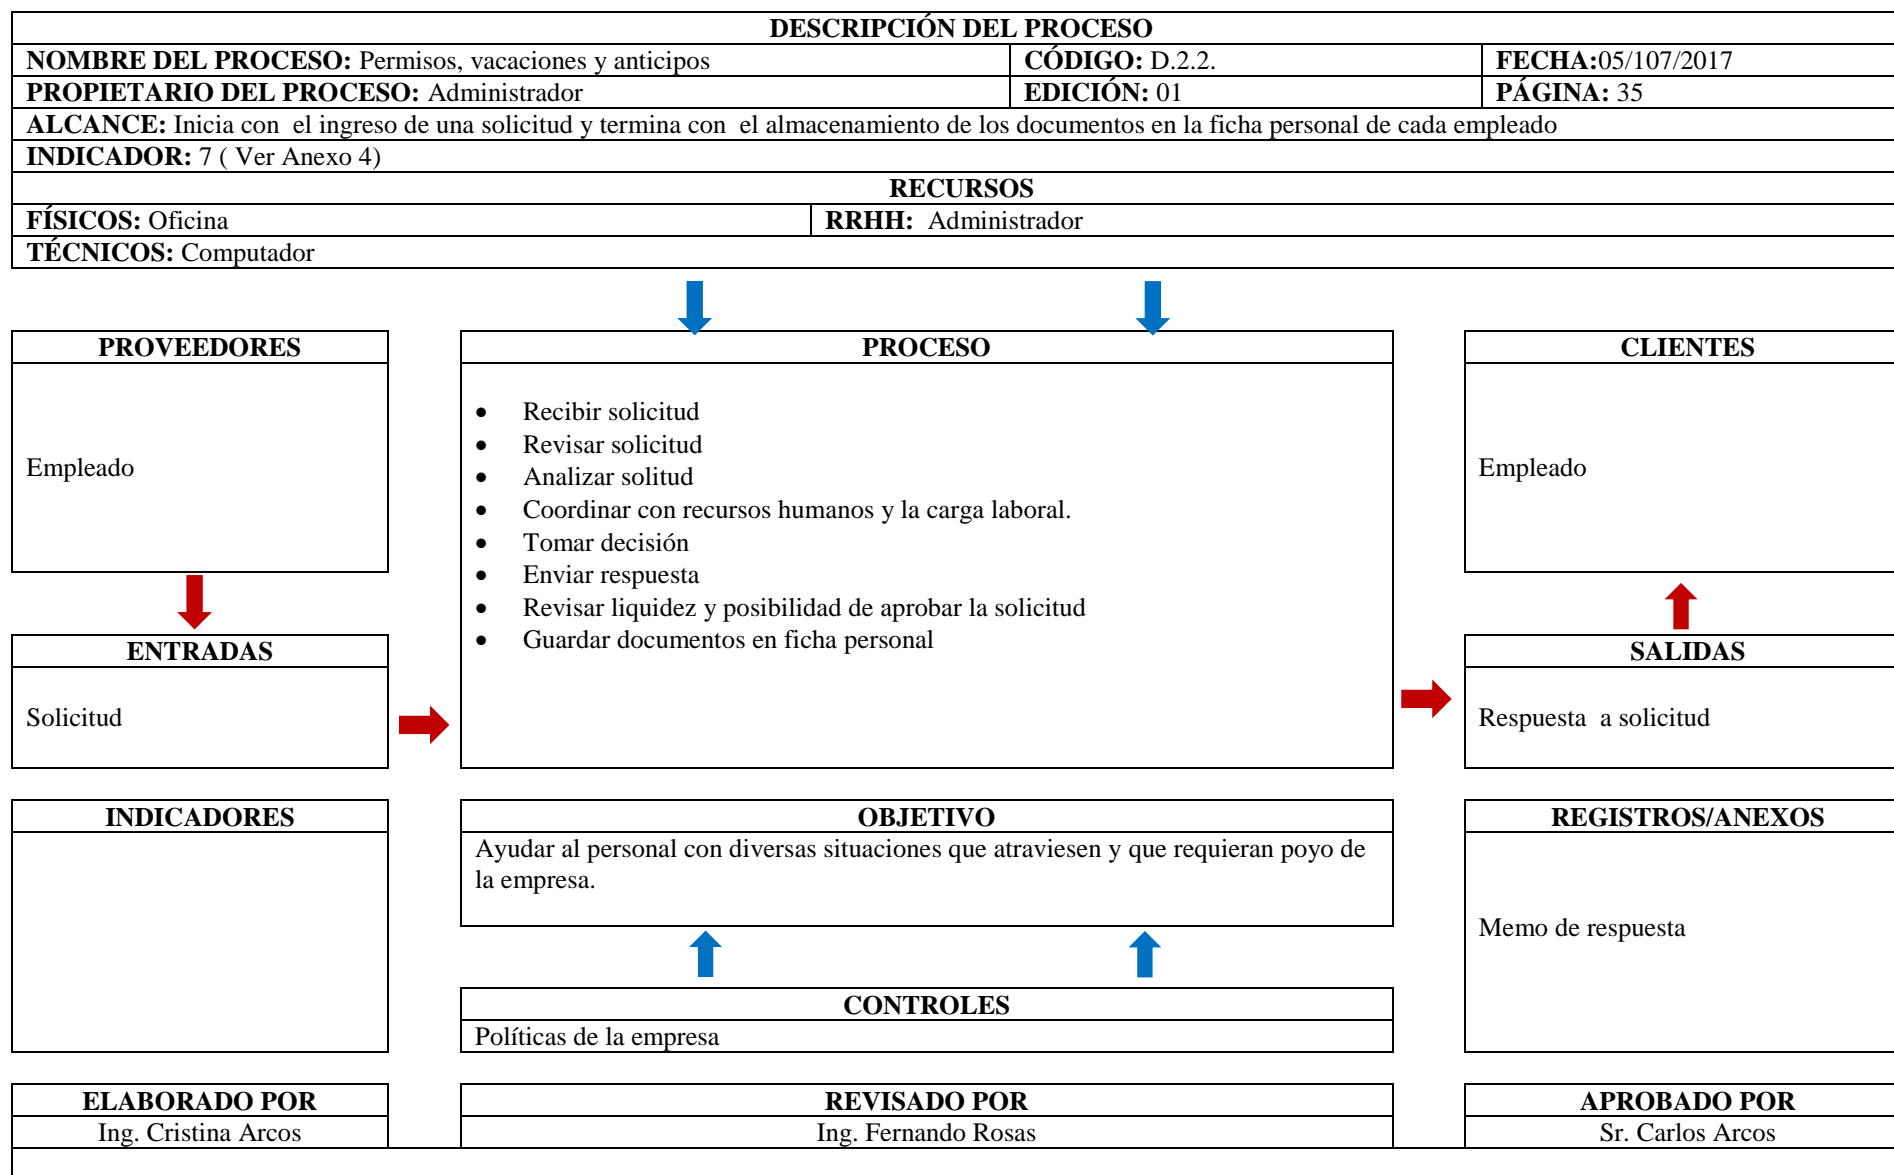 DESCRIPCIÓN DEL PROCESO
NOMBRE DEL PROCESO: Permisos, vacaciones y anticipos CÓDIGO: D.2.2. FECHA:05/107/2017
PROPIETARIO DEL PROCESO: Administrador EDICIÓN: 01 PÁGINA: 35
ALCANCE: Inicia con el ingreso de una solicitud y termina con el almacenamiento de los documentos en la ficha personal de cada empleado
INDICADOR: 7 ( Ver Anexo 4)
RECURSOS
FÍSICOS: Oficina RRHH: Administrador
TÉCNICOS: Computador
PROVEEDORES
Empleado
ENTRADAS
Solicitud
PROCESO
• Recibir solicitud
• Revisar solicitud
• Analizar solitud
• Coordinar con recursos humanos y la carga laboral.
• Tomar decisión
• Enviar respuesta
• Revisar liquidez y posibilidad de aprobar la solicitud
• Guardar documentos en ficha personal
CLIENTES
Empleado
SALIDAS
Respuesta a solicitud
INDICADORES
OBJETIVO
Ayudar al personal con diversas situaciones que atraviesen y que requieran poyo de
la empresa.
CONTROLES
Políticas de la empresa
REGISTROS/ANEXOS
Memo de respuesta
ELABORADO POR
Ing. Cristina Arcos
REVISADO POR
Ing. Fernando Rosas
APROBADO POR
Sr. Carlos Arcos